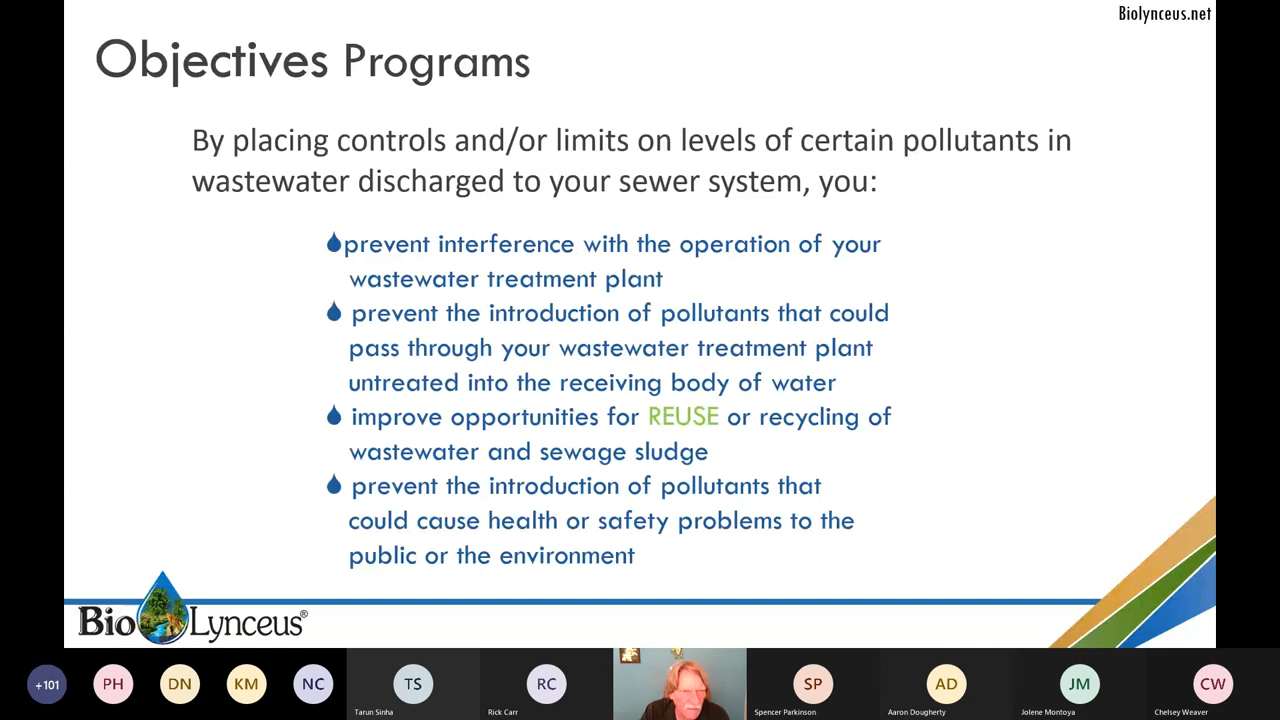 Biolynceus.net
Objectives Programs
By placing controls and/or limits on levels of certain pollutants in
wastewater discharged to your sewer system, you:
prevent interference with the operation of your
wastewater treatment plant
prevent the introduction of pollutants that could
pass through your wastewater treatment plant
untreated into the receiving body of water
improve opportunities for REUSE or recycling of
wastewater and sewage sludge
prevent the introduction of pollutants that
could cause health or safety problems to the
public or the environment
Bio Lynceus®
+101 PH DN KM NC TS RC SP AD JM CW
Tarun Sinha Rick Carr Spencer Parkinson Aaron Dougherty Jolene Montoya Chelsey Weaver